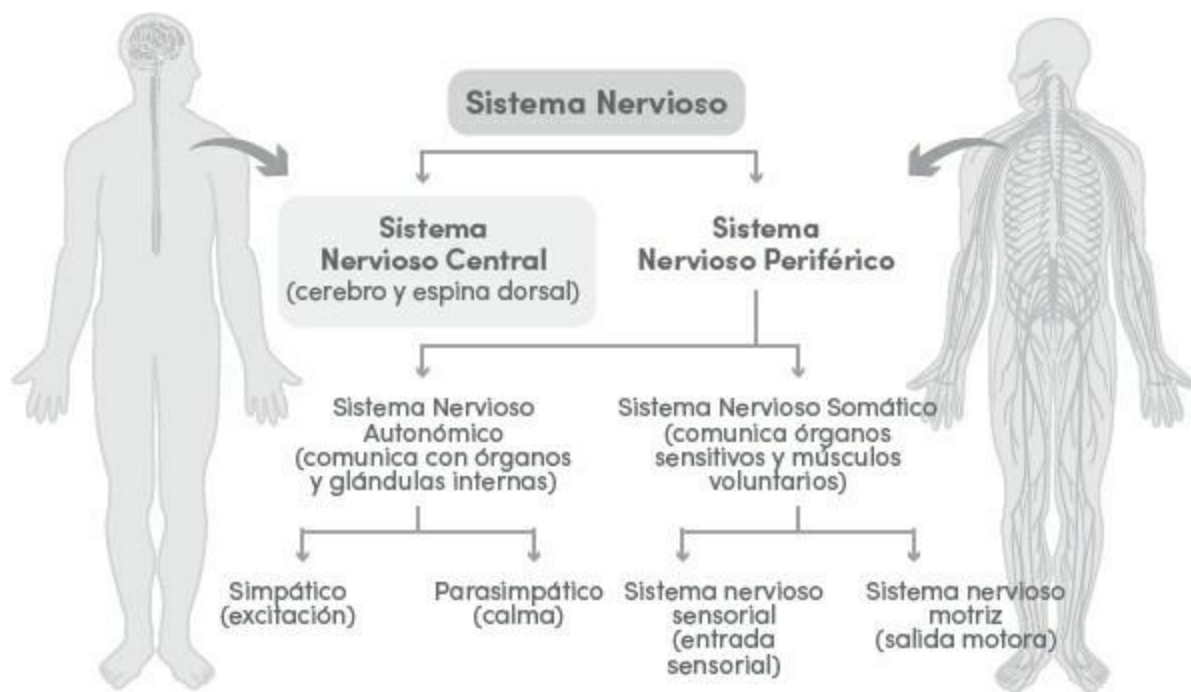 Sistema Nervioso
Sistema
Nervioso Central
(cerebro y espina dorsal)
Sistema
Nervioso Periférico
Sistema Nervioso
Autonómico
(comunica con órganos
y glándulas internas)
Sistema Nervioso Somático
(comunica órganos
sensitivos y músculos
voluntarios)
Simpático
(excitación)
Parasimpático
(calma)
Sistema nervioso
sensorial
(entrada
sensorial)
Sistema nervioso
motriz
(salida motora)